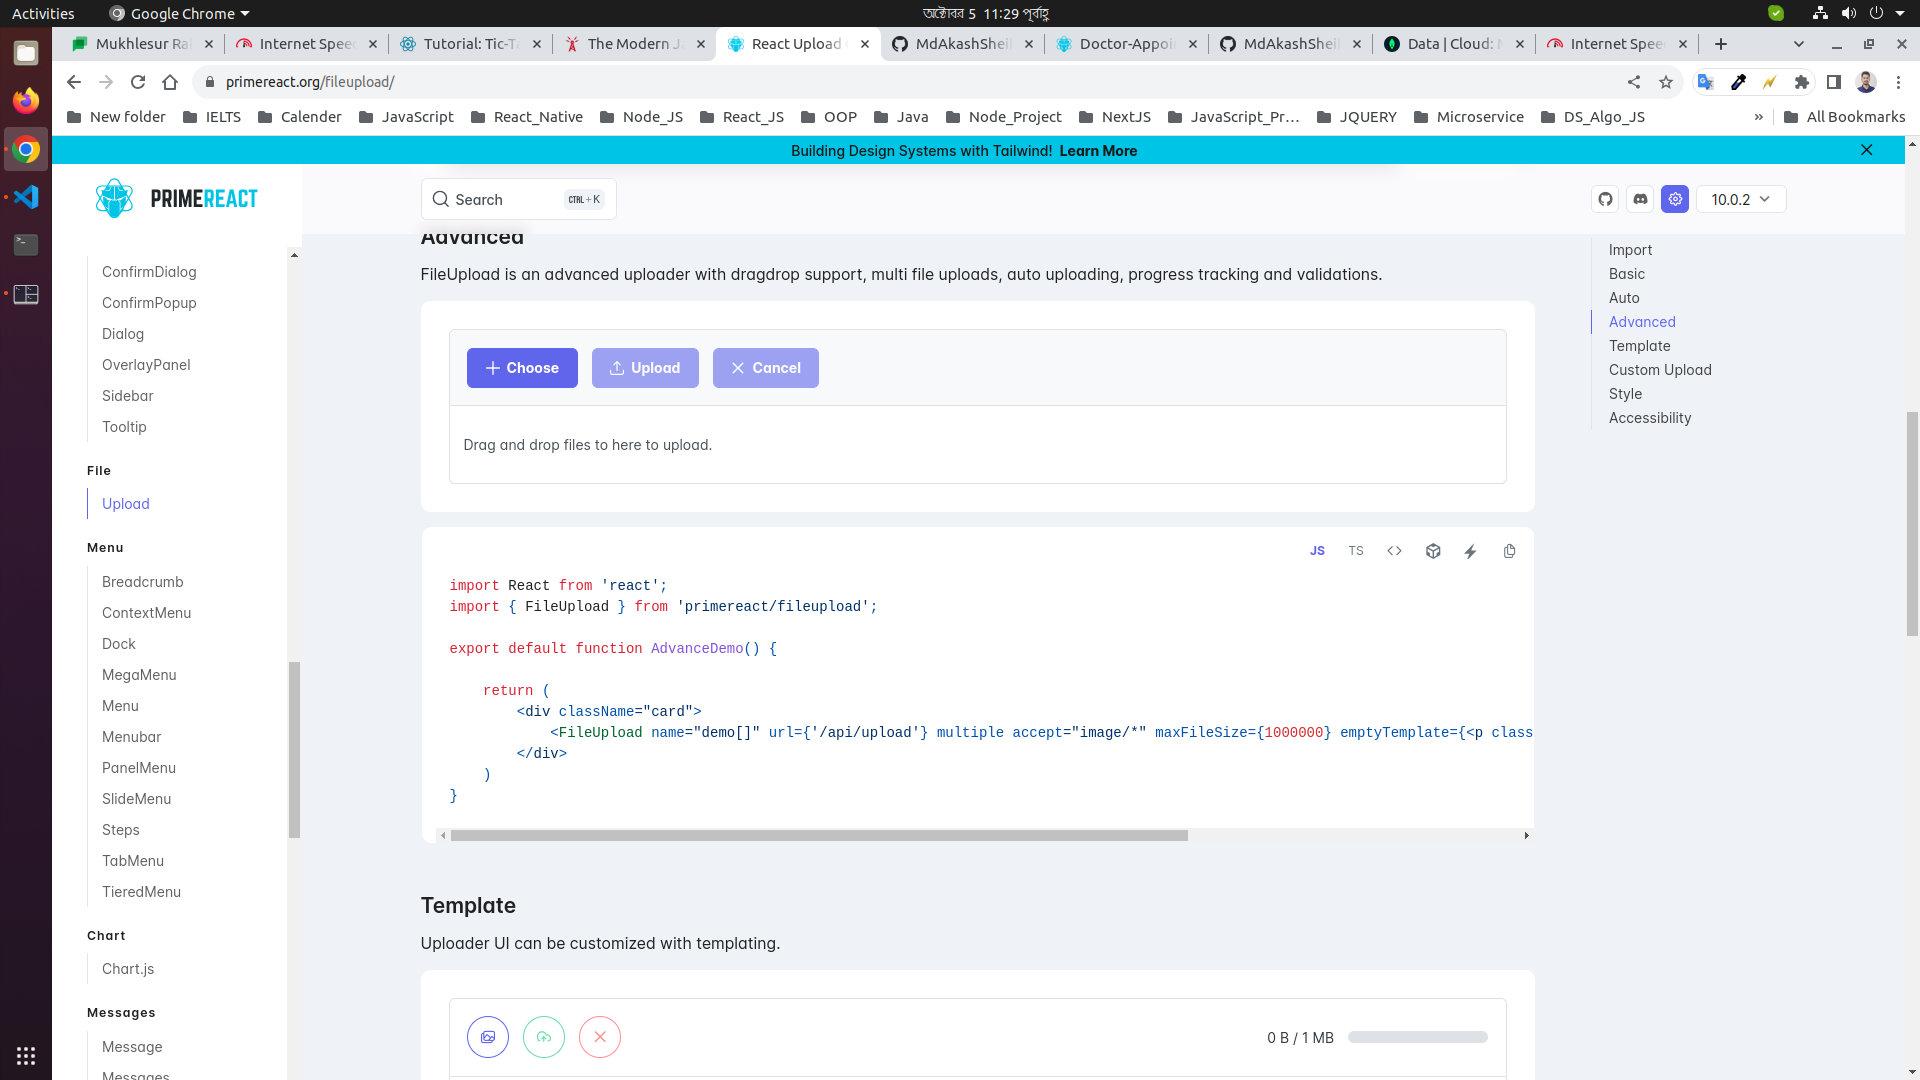 Activities
Google Chrome
অক্টোবর 5 11:29 পূর্বাহ্ণ
Mukhlesur Ra
Internet Spee
Tutorial: Tic-T
The Modern J
React Upload
MdAkashSheil
Doctor-Appoi
MdAkashSheil
Data | Cloud: M
Internet Spee
primereact.org/fileupload/
New folder
IELTS
Calender
JavaScript
React_Native
Node_JS
React_JS
OOP
Java
Node_Project
NextJS
JavaScript_Pr...
JQUERY
Microservice
DS_Algo_JS
»
All Bookmarks
Building Design Systems with Tailwind! Learn More
PRIMEREACT
Search
CTRL+K
10.0.2
ConfirmDialog
ConfirmPopup
Dialog
OverlayPanel
Sidebar
Tooltip
File
Upload
Menu
Breadcrumb
ContextMenu
Dock
MegaMenu
Menu
Menubar
PanelMenu
SlideMenu
Steps
TabMenu
TieredMenu
Chart
Chart.js
Messages
Message
Messages
Advanced
FileUpload is an advanced uploader with dragdrop support, multi file uploads, auto uploading, progress tracking and validations.
Choose
Upload
Cancel
Drag and drop files to here to upload.
JS
TS
import React from 'react';
import { FileUpload } from 'primereact/fileupload';
export default function AdvanceDemo() {
return (
<div className="card">
<FileUpload name="demo[]" url={'/api/upload'} multiple accept="image/*" maxFileSize={1000000} emptyTemplate={<p class
</div>
)
}
Template
Uploader UI can be customized with templating.
0 B / 1 MB
Import
Basic
Auto
Advanced
Template
Custom Upload
Style
Accessibility